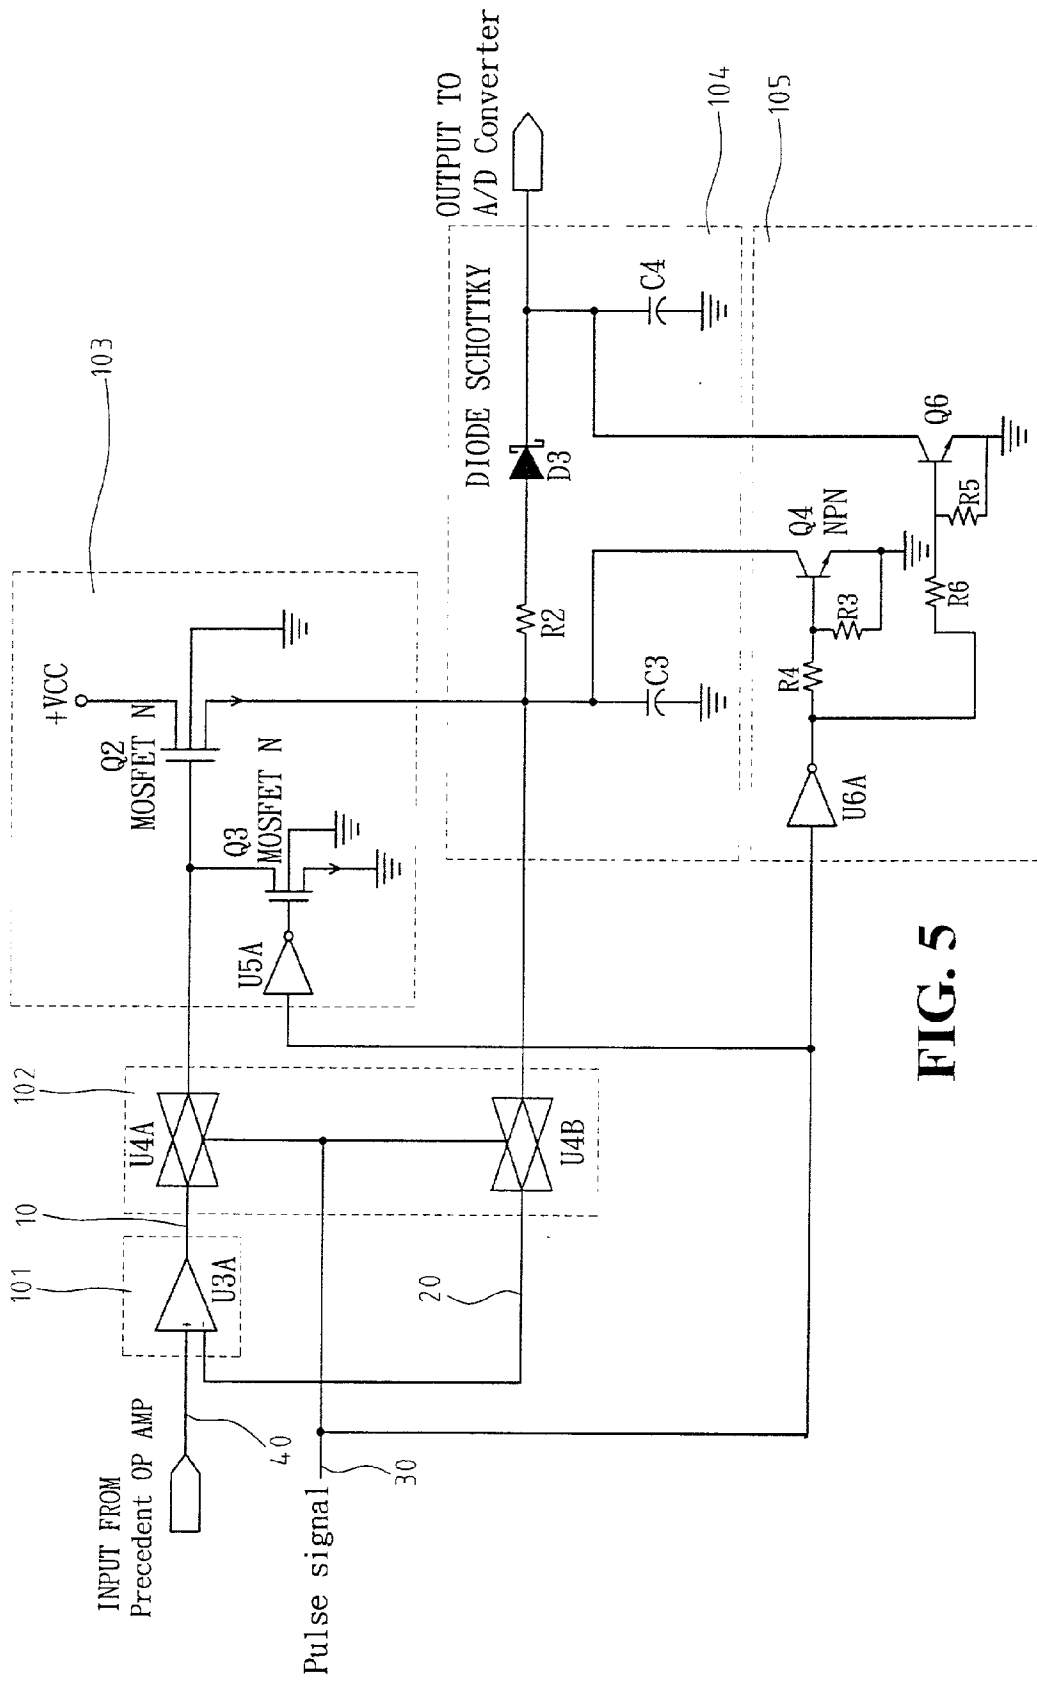 INPUT FROM
Precedent OP AMP
40
Pulse signal
30
101
U3A
10
20
102
U4A
U4B
103
+VCC
Q2
MOSFET N
Q3
MOSFET N
U5A
DIODE SCHOTTKY
D3
R2
C3
C4
OUTPUT TO
A/D Converter
104
105
U6A
R4
R3
Q4
NPN
R6
R5
Q6
FIG. 5